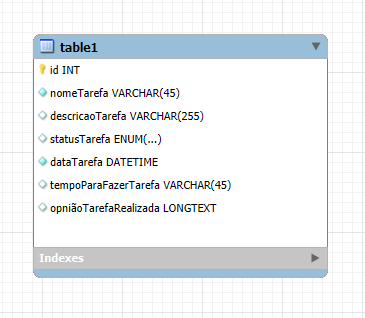 table1
id INT
nomeTarefa VARCHAR(45)
descricaoTarefa VARCHAR(255)
statusTarefa ENUM(...)
dataTarefa DATETIME
tempoParaFazerTarefa VARCHAR(45)
opniãoTarefaRealizada LONGTEXT
Indexes